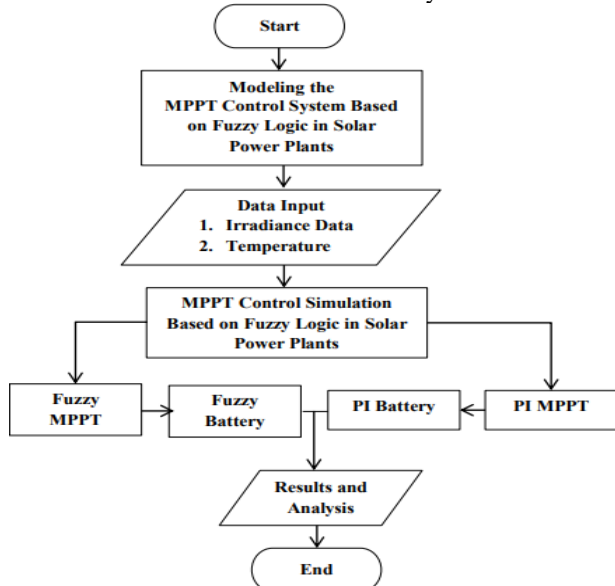 Start
Modeling the
MPPT Control System Based
on Fuzzy Logic in Solar
Power Plants
Data Input
1. Irradiance Data
2. Temperature
MPPT Control Simulation
Based on Fuzzy Logic in Solar
Power Plants
Fuzzy
MPPT
Fuzzy
Battery
PI Battery
PI MPPT
Results and
Analysis
End